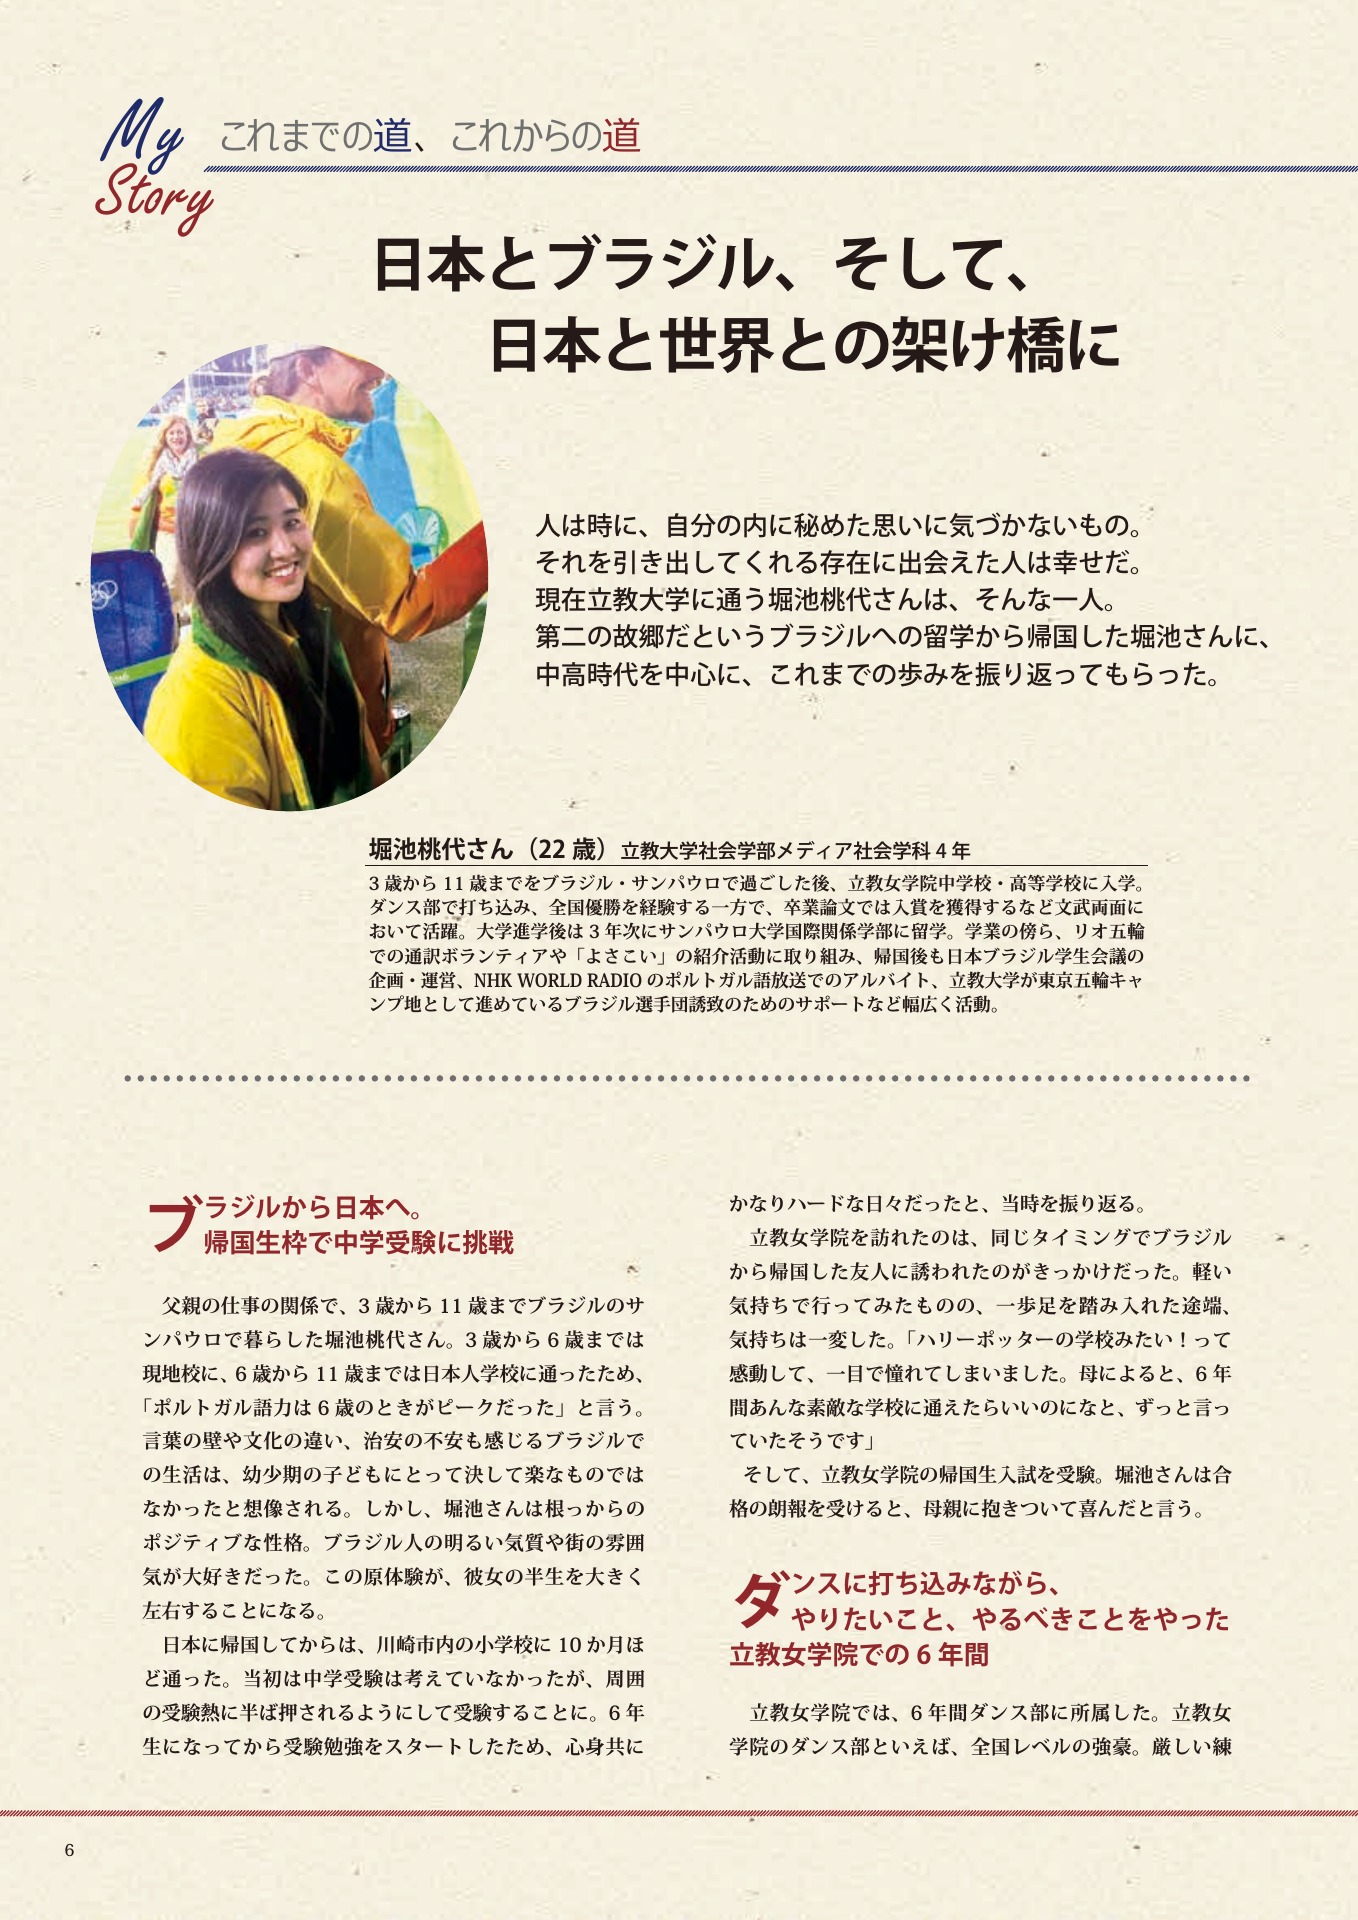 My
Story
これまでの道、これからの道
日本とブラジル、そして、
日本と世界との架け橋に
人は時に、自分の内に秘めた思いに気づかないもの。
それを引き出してくれる存在に出会えた人は幸せだ。
現在立教大学に通う堀池桃代さんは、そんな一人。
第二の故郷だというブラジルへの留学から帰国した堀池さんに、
中高時代を中心に、これまでの歩みを振り返ってもらった。
堀池桃代さん（22 歳）立教大学社会学部メディア社会学科 4 年
3 歳から 11 歳までをブラジル・サンパウロで過ごした後、立教女学院中学校・高等学校に入学。
ダンス部で打ち込み、全国優勝を経験する一方で、卒業論文では入賞を獲得するなど文武両面に
おいて活躍。大学進学後は 3 年次にサンパウロ大学国際関係学部に留学。学業の傍ら、リオ五輪
での通訳ボランティアや「よさこい」の紹介活動に取り組み、帰国後も日本ブラジル学生会議の
企画・運営、NHK WORLD RADIO のポルトガル語放送でのアルバイト、立教大学が東京五輪キャ
ンプ地として進めているブラジル選手団誘致のためのサポートなど幅広く活動。
ブラジルから日本へ。
帰国生枠で中学受験に挑戦
父親の仕事の関係で、3 歳から 11 歳までブラジルのサ
ンパウロで暮らした堀池桃代さん。3 歳から 6 歳までは
現地校に、6 歳から 11 歳までは日本人学校に通ったため、
「ポルトガル語力は 6 歳のときがピークだった」と言う。
言葉の壁や文化の違い、治安の不安も感じるブラジルで
の生活は、幼少期の子どもにとって決して楽なものでは
なかったと想像される。しかし、堀池さんは根っからの
ポジティブな性格。ブラジル人の明るい気質や街の雰囲
気が大好きだった。この原体験が、彼女の半生を大きく
左右することになる。
日本に帰国してからは、川崎市内の小学校に 10 か月ほ
ど通った。当初は中学受験は考えていなかったが、周囲
の受験熱に半ば押されるようにして受験することに。6 年
生になってから受験勉強をスタートしたため、心身共に
かなりハードな日々だったと、当時を振り返る。
立教女学院を訪れたのは、同じタイミングでブラジル
から帰国した友人に誘われたのがきっかけだった。軽い
気持ちで行ってみたものの、一歩足を踏み入れた途端、
気持ちは一変した。「ハリーポッターの学校みたい！って
感動して、一目で憧れてしまいました。母によると、6 年
間あんな素敵な学校に通えたらいいのになと、ずっと言っ
ていたそうです」
そして、立教女学院の帰国生入試を受験。堀池さんは合
格の朗報を受けると、母親に抱きついて喜んだと言う。
ダンスに打ち込みながら、
やりたいこと、やるべきことをやった
立教女学院での 6 年間
立教女学院では、6 年間ダンス部に所属した。立教女
学院のダンス部といえば、全国レベルの強豪。厳しい練
6